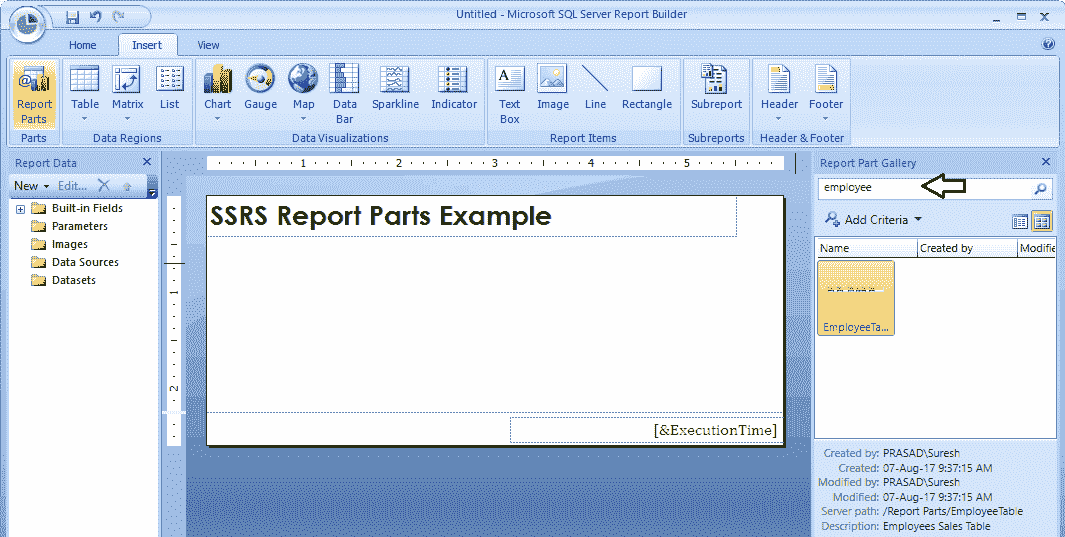 Untitled - Microsoft SQL Server Report Builder
Home Insert View
Report Parts
Table
Matrix
List
Chart
Gauge
Map
Data Bar
Sparkline
Indicator
Text Box
Image
Line
Rectangle
Subreport
Header
Footer
Parts
Data Regions
Data Visualizations
Report Items
Subreports
Header & Footer
Report Data
New Edit...
Built-in Fields
Parameters
Images
Data Sources
Datasets
1 2 3 4 5
1
2
SSRS Report Parts Example
[&ExecutionTime]
Report Part Gallery
employee
Add Criteria
Name Created by Modifie
EmployeeTa...
Created by: PRASAD\Suresh
Created: 07-Aug-17 9:37:15 AM
Modified by: PRASAD\Suresh
Modified: 07-Aug-17 9:37:15 AM
Server path: /Report Parts/EmployeeTable
Description: Employees Sales Table